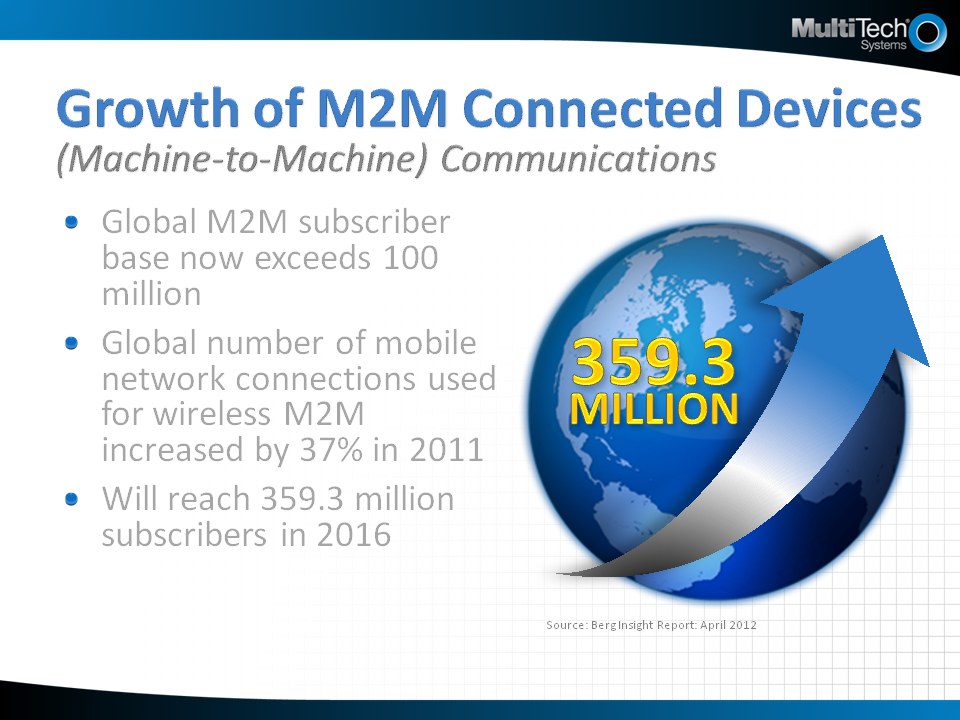 MultiTech®
Systems
Growth of M2M Connected Devices
(Machine-to-Machine) Communications
Global M2M subscriber
base now exceeds 100
million
Global number of mobile
network connections used
for wireless M2M
increased by 37% in 2011
Will reach 359.3 million
subscribers in 2016
359.3
MILLION
Source: Berg Insight Report: April 2012